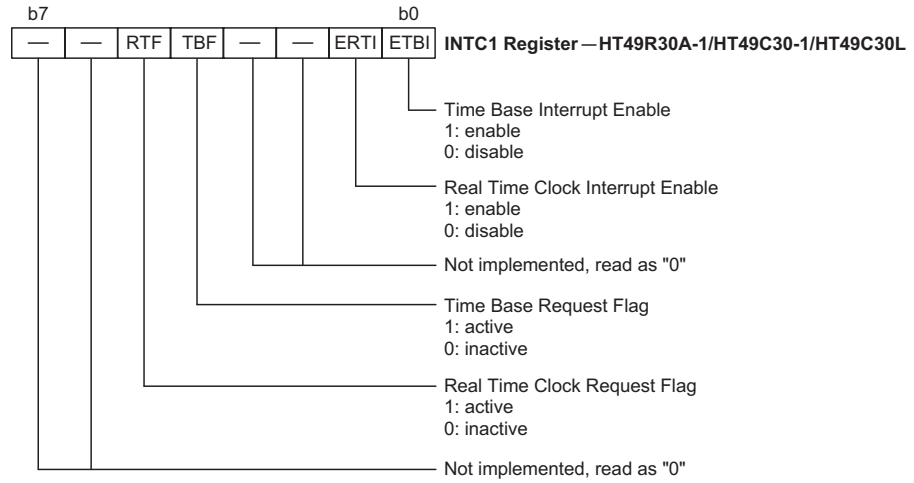 b7 b0
— — RTF TBF — — ERTI ETBI INTC1 Register — HT49R30A-1/HT49C30-1/HT49C30L
Time Base Interrupt Enable
1: enable
0: disable
Real Time Clock Interrupt Enable
1: enable
0: disable
Not implemented, read as "0"
Time Base Request Flag
1: active
0: inactive
Real Time Clock Request Flag
1: active
0: inactive
Not implemented, read as "0"